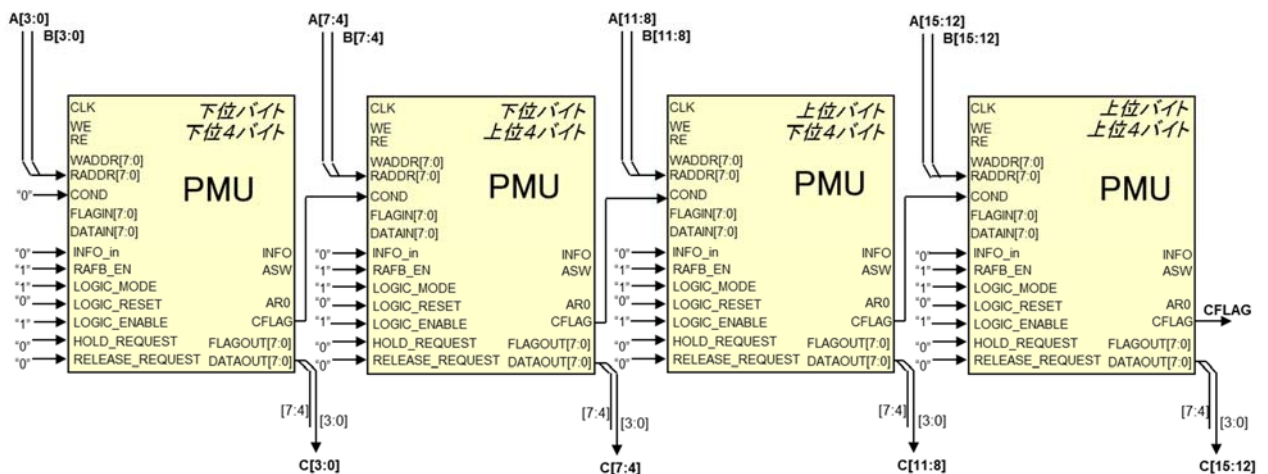 A[3:0]
B[3:0]
CLK
下位バイト
下位4バイト
WE
RE
WADDR[7:0]
RADDR[7:0]
PMU
"0"
COND
FLAGIN[7:0]
DATAIN[7:0]
"0"
INFO_in
INFO
"1"
RAFB_EN
ASW
"1"
LOGIC_MODE
"0"
LOGIC_RESET
AR0
"1"
LOGIC_ENABLE
CFLAG
"0"
HOLD_REQUEST
FLAGOUT[7:0]
"0"
RELEASE_REQUEST
DATAOUT[7:0]
[7:4]
[3:0]
C[3:0]
A[7:4]
B[7:4]
CLK
下位バイト
上位4バイト
WE
RE
WADDR[7:0]
RADDR[7:0]
PMU
COND
FLAGIN[7:0]
DATAIN[7:0]
"0"
INFO_in
INFO
"1"
RAFB_EN
ASW
"1"
LOGIC_MODE
"0"
LOGIC_RESET
AR0
"1"
LOGIC_ENABLE
CFLAG
"0"
HOLD_REQUEST
FLAGOUT[7:0]
"0"
RELEASE_REQUEST
DATAOUT[7:0]
[7:4]
[3:0]
C[7:4]
A[11:8]
B[11:8]
CLK
上位バイト
下位4バイト
WE
RE
WADDR[7:0]
RADDR[7:0]
PMU
COND
FLAGIN[7:0]
DATAIN[7:0]
"0"
INFO_in
INFO
"1"
RAFB_EN
ASW
"1"
LOGIC_MODE
"0"
LOGIC_RESET
AR0
"1"
LOGIC_ENABLE
CFLAG
"0"
HOLD_REQUEST
FLAGOUT[7:0]
"0"
RELEASE_REQUEST
DATAOUT[7:0]
[7:4]
[3:0]
C[11:8]
A[15:12]
B[15:12]
CLK
上位バイト
上位4バイト
WE
RE
WADDR[7:0]
RADDR[7:0]
PMU
COND
FLAGIN[7:0]
DATAIN[7:0]
"0"
INFO_in
INFO
"1"
RAFB_EN
ASW
"1"
LOGIC_MODE
"0"
LOGIC_RESET
AR0
"1"
LOGIC_ENABLE
CFLAG
CFLAG
"0"
HOLD_REQUEST
FLAGOUT[7:0]
"0"
RELEASE_REQUEST
DATAOUT[7:0]
[7:4]
[3:0]
C[15:12]